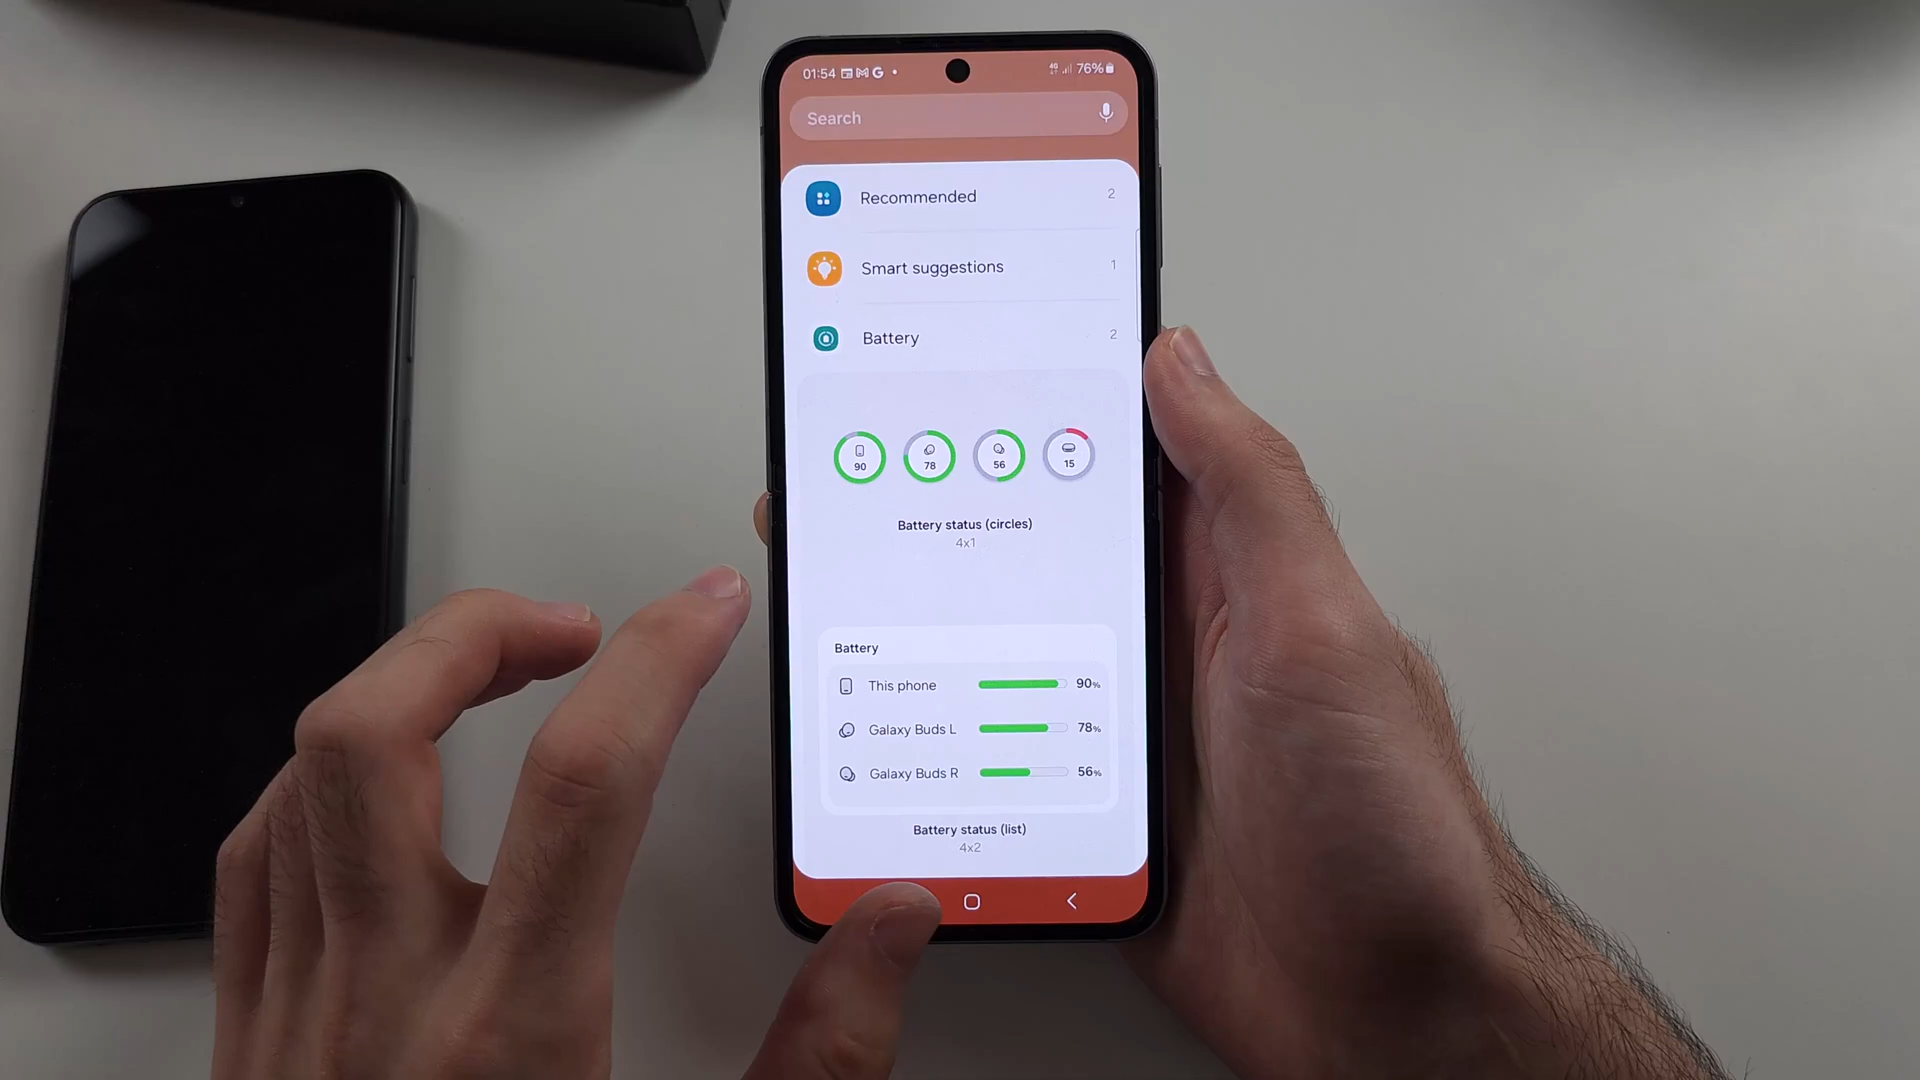 01:54 76%
Search
Recommended 2
Smart suggestions 1
Battery 2
90 78 56 15
Battery status (circles)
4x1
Battery
This phone 90%
Galaxy Buds L 78%
Galaxy Buds R 56%
Battery status (list)
4x2